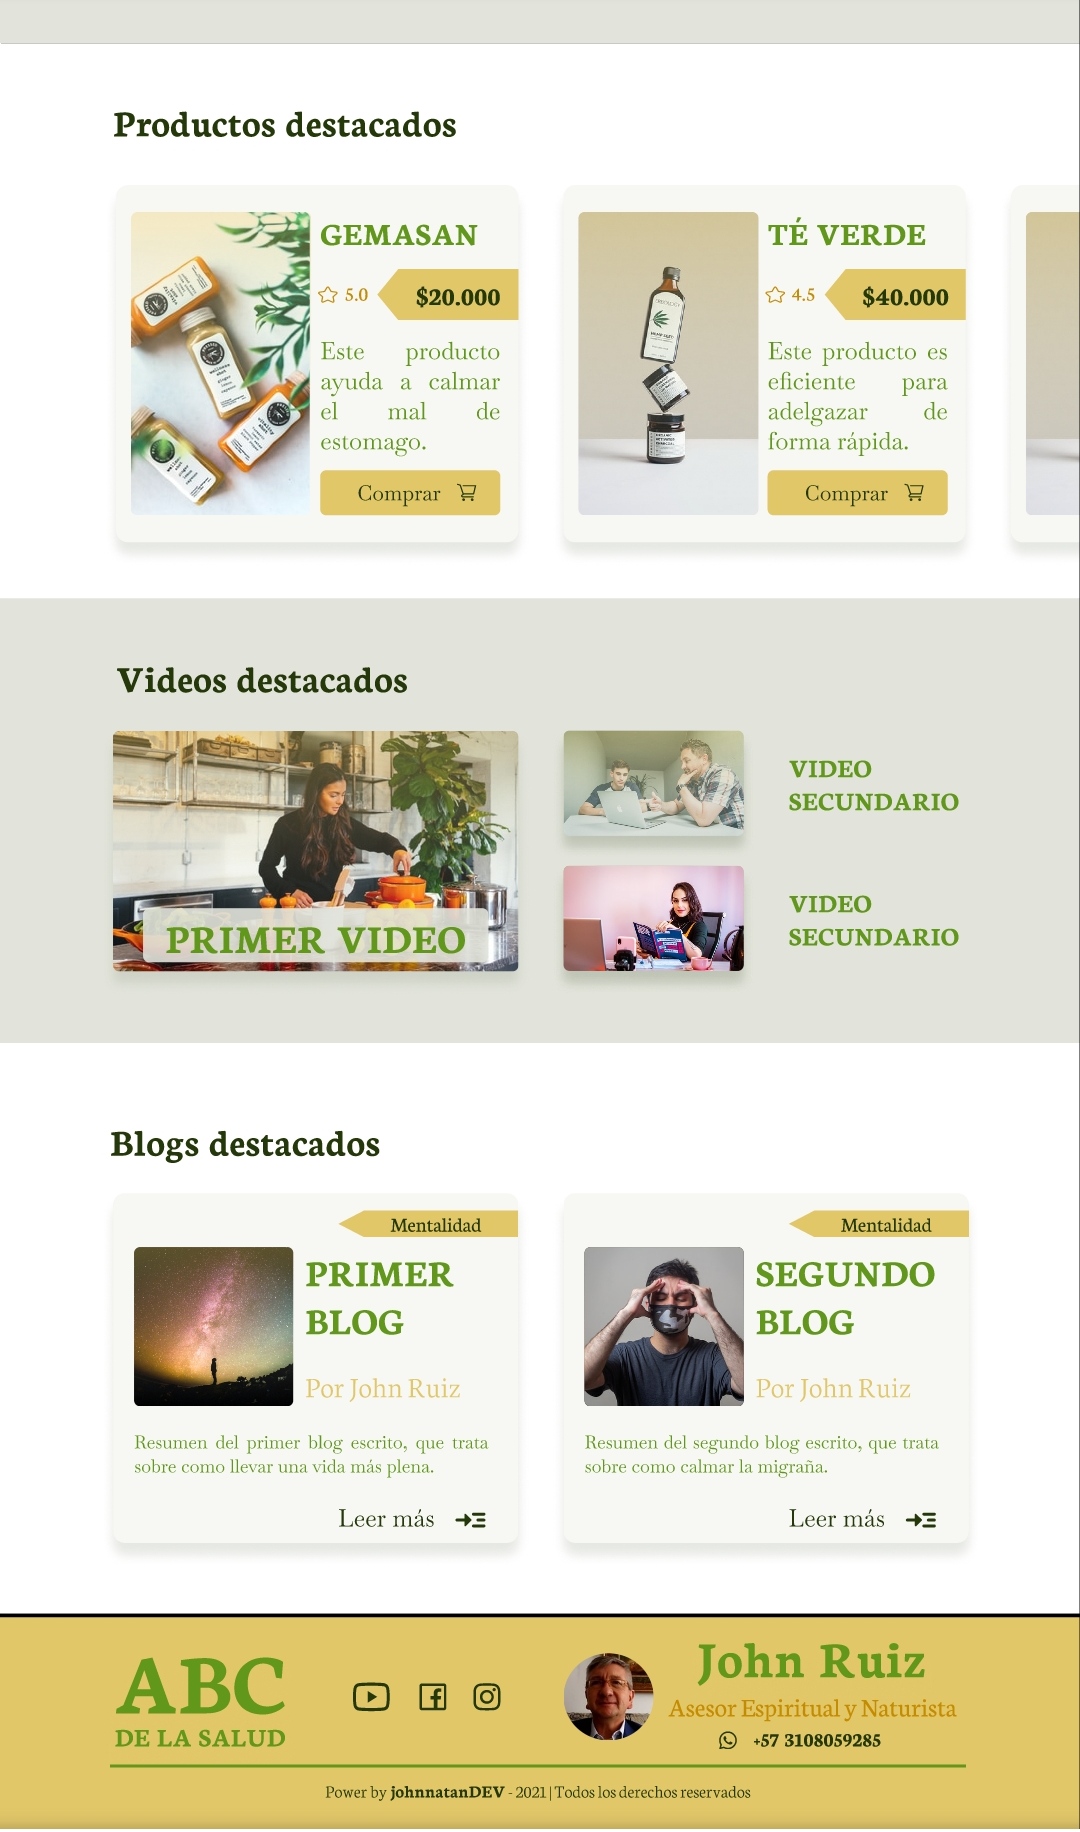 Productos destacados
GEMASAN
5.0
$20.000
Este producto
ayuda a calmar
el mal de
estomago.
Comprar
TÉ VERDE
4.5
$40.000
Este producto es
eficiente para
adelgazar de
forma rápida.
Comprar
Videos destacados
PRIMER VIDEO
VIDEO
SECUNDARIO
VIDEO
SECUNDARIO
Blogs destacados
Mentalidad
PRIMER
BLOG
Por John Ruiz
Resumen del primer blog escrito, que trata
sobre como llevar una vida más plena.
Leer más
Mentalidad
SEGUNDO
BLOG
Por John Ruiz
Resumen del segundo blog escrito, que trata
sobre como calmar la migraña.
Leer más
ABC
DE LA SALUD
John Ruiz
Asesor Espiritual y Naturista
+57 3108059285
Power by johnnatanDEV - 2021 | Todos los derechos reservados